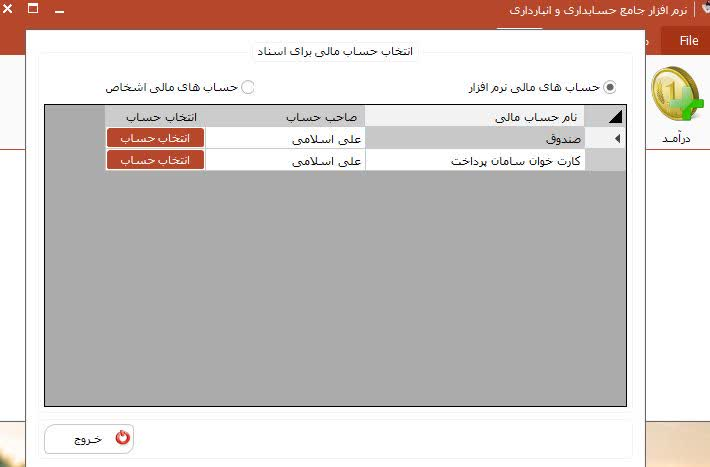 نرم افزار جامع حسابداری و انبارداری
File
انتخاب حساب مالی برای اسناد
حساب های مالی نرم افزار
حساب های مالی اشخاص
نام حساب مالی صاحب حساب انتخاب حساب
صندوق علی اسلامی انتخاب حساب
کارت خوان سامان پرداخت علی اسلامی انتخاب حساب
درآمد
خروج